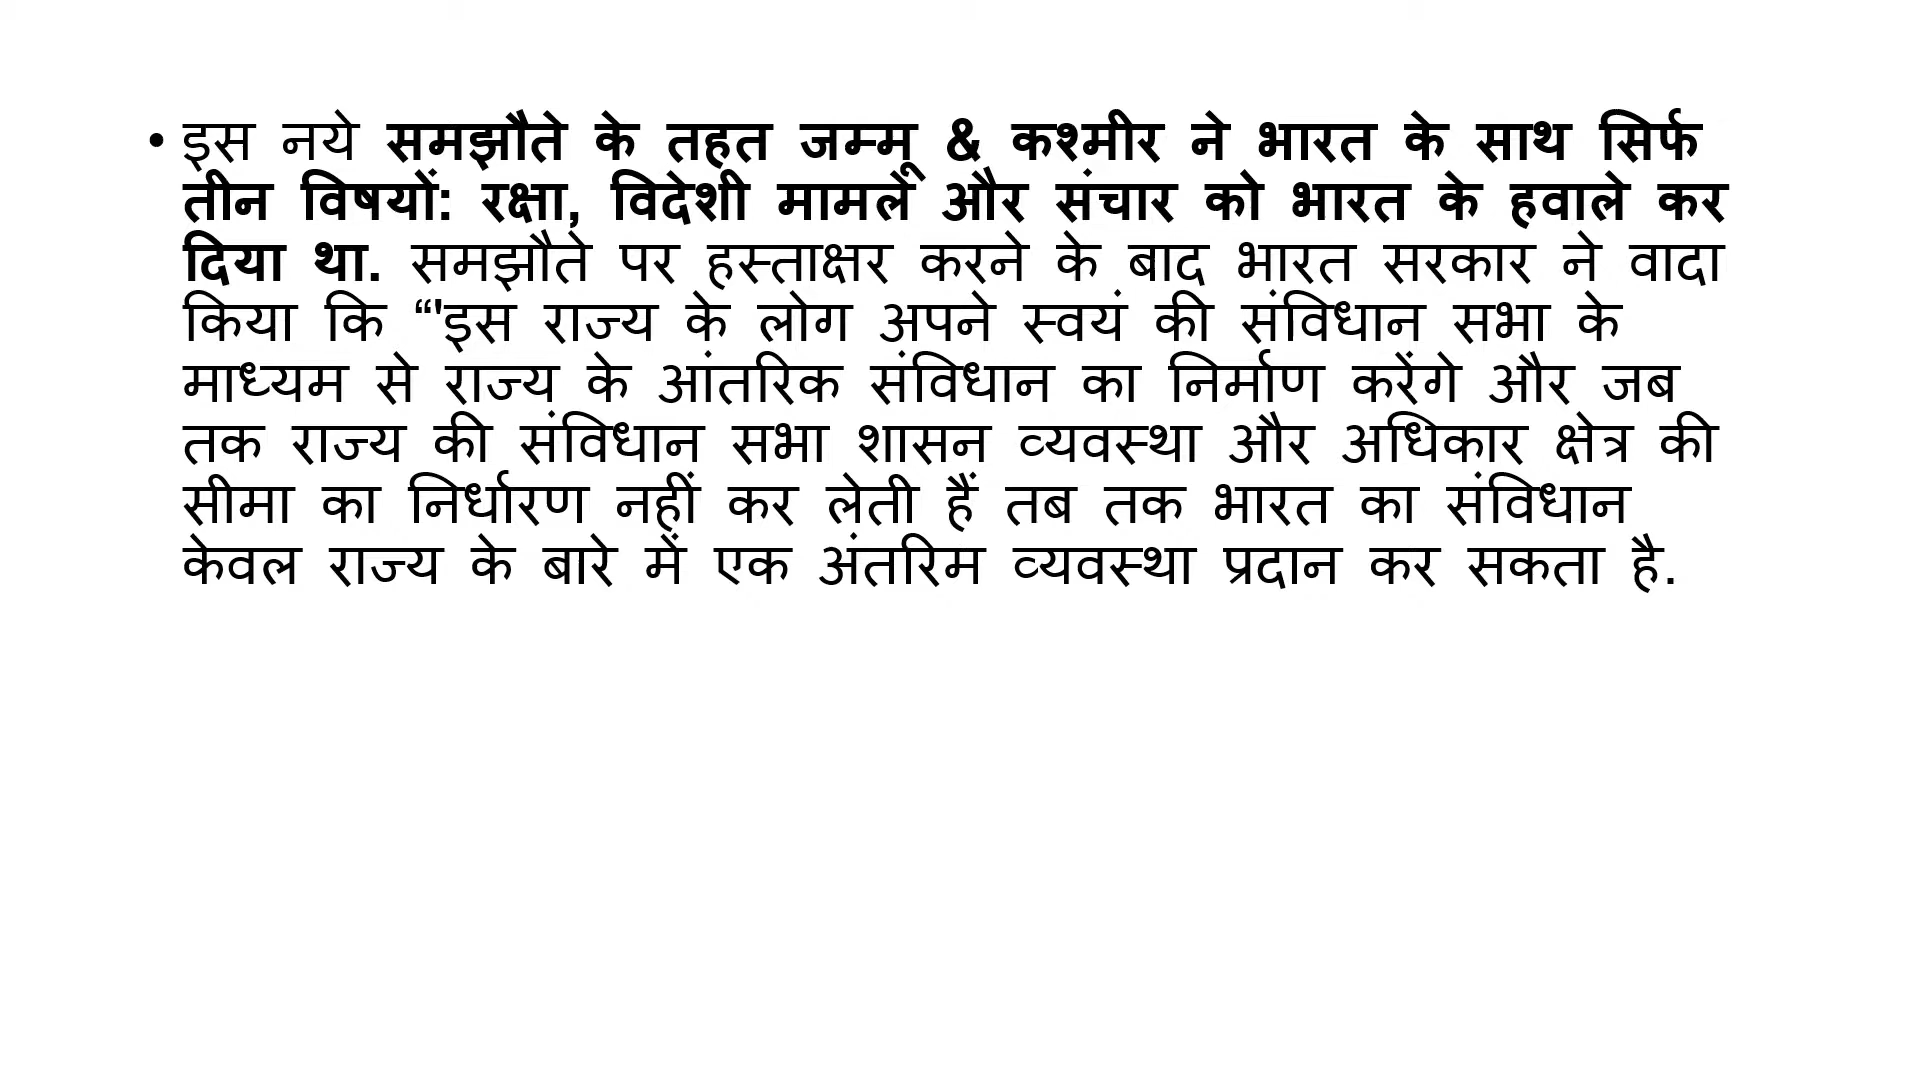 • इस नये समझौते के तहत जम्मू & कश्मीर ने भारत के साथ सिर्फ
तीन विषयों: रक्षा, विदेशी मामले और संचार को भारत के हवाले कर
दिया था. समझौते पर हस्ताक्षर करने के बाद भारत सरकार ने वादा
किया कि “'इस राज्य के लोग अपने स्वयं की संविधान सभा के
माध्यम से राज्य के आंतरिक संविधान का निर्माण करेंगे और जब
तक राज्य की संविधान सभा शासन व्यवस्था और अधिकार क्षेत्र की
सीमा का निर्धारण नहीं कर लेती हैं तब तक भारत का संविधान
केवल राज्य के बारे में एक अंतरिम व्यवस्था प्रदान कर सकता है.